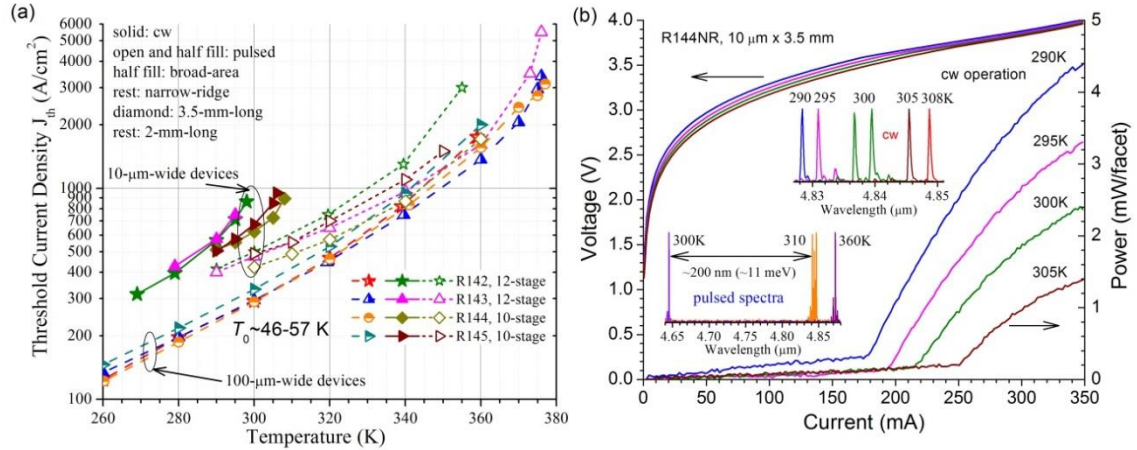 (a)
Threshold Current Density J_th (A/cm²)
6000
5000
4000
3000
2000
1000
900
800
700
600
500
400
300
200
100
solid: cw
open and half fill: pulsed
half fill: broad-area
rest: narrow-ridge
diamond: 3.5-mm-long
rest: 2-mm-long
10-μm-wide devices
R142, 12-stage
R143, 12-stage
R144, 10-stage
R145, 10-stage
T₀ ~46-57 K
100-μm-wide devices
260 280 300 320 340 360 380
Temperature (K)
(b)
Voltage (V)
4.0
3.5
3.0
2.5
2.0
1.5
1.0
0.5
0.0
R144NR, 10 μm x 3.5 mm
cw operation
290 295 300 305 308K
cw
4.83 4.84 4.85
Wavelength (μm)
300K 310 360K
~200 nm (~11 meV)
pulsed spectra
4.65 4.70 4.75 4.80 4.85
Wavelength (μm)
290K
295K
300K
305K
5
4
3
2
1
0
Power (mW/facet)
0 50 100 150 200 250 300 350
Current (mA)